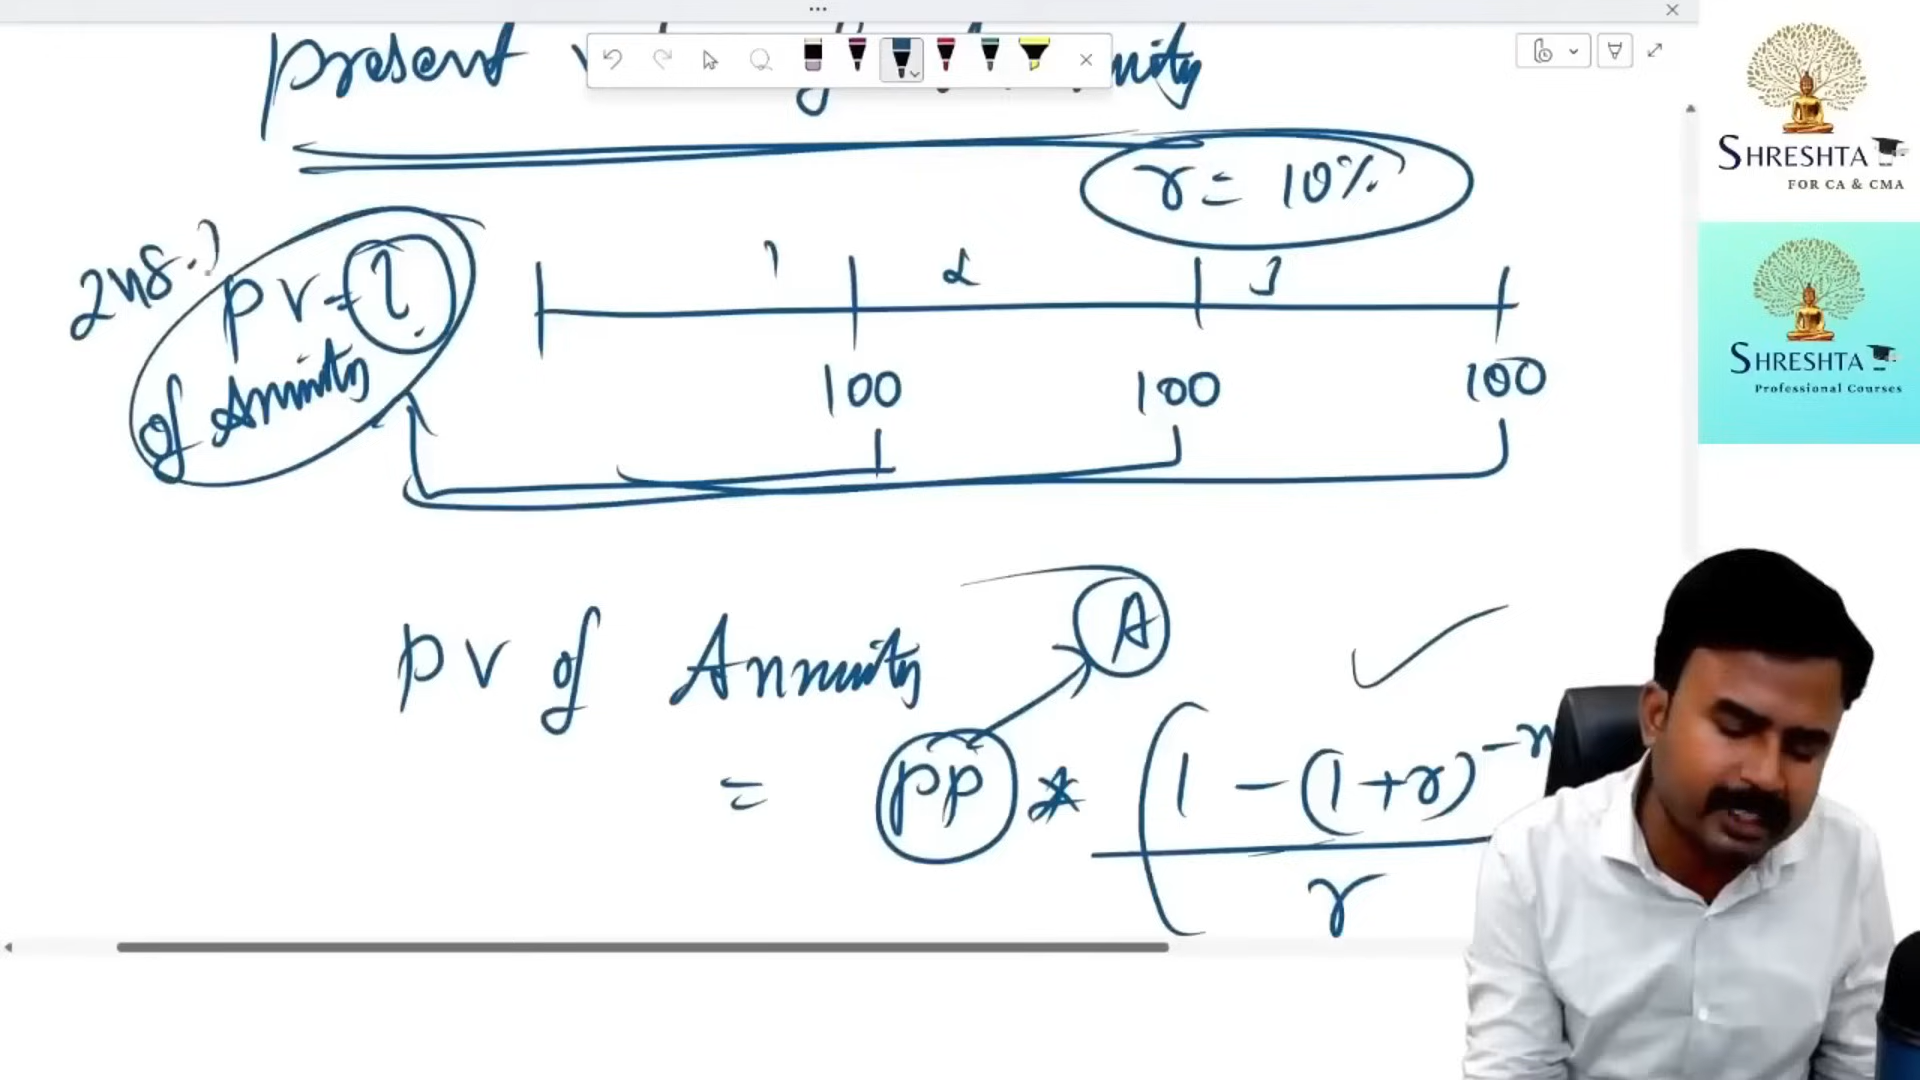 present
r = 10%
248.
PV = ?
of Annuity
1 2 3
100 100 100
PV of Annuity
A
= PP * (1 - (1+r)^-n
r
SHRESHTA
FOR CA & CMA
SHRESHTA
Professional Courses